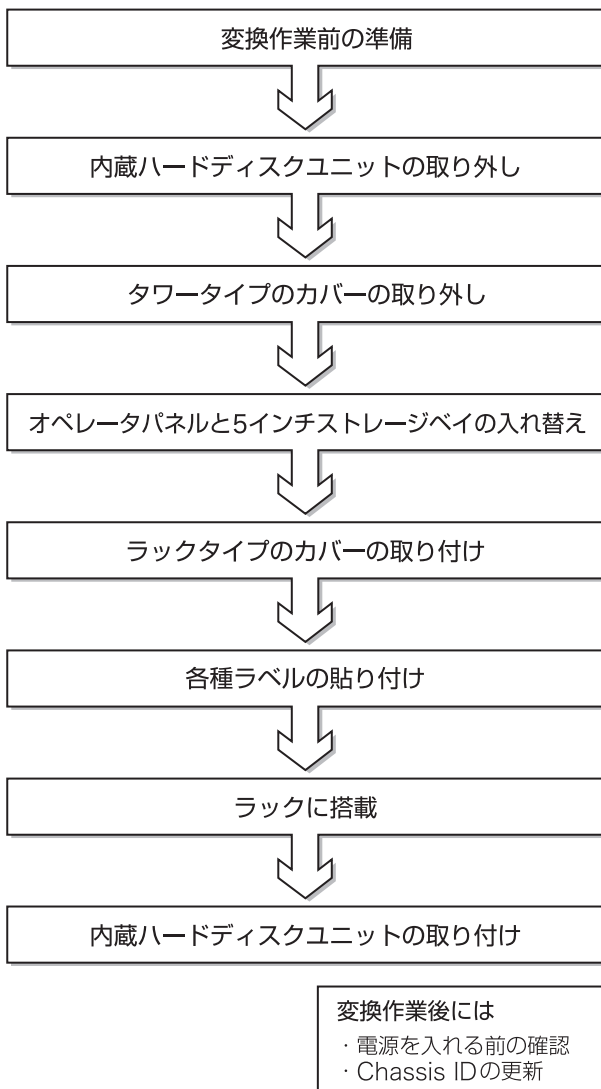 変換作業前の準備
内蔵ハードディスクユニットの取り外し
タワータイプのカバーの取り外し
オペレータパネルと5インチストレージベイの入れ替え
ラックタイプのカバーの取り付け
各種ラベルの貼り付け
ラックに搭載
内蔵ハードディスクユニットの取り付け
変換作業後には
・電源を入れる前の確認
・Chassis IDの更新